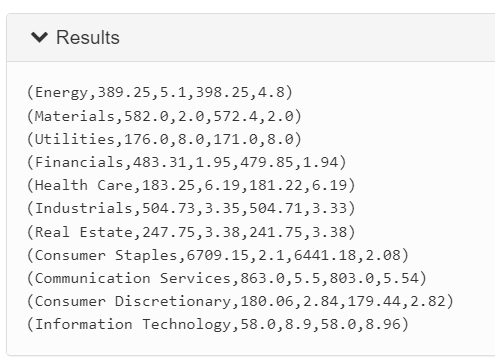 Results
(Energy,389.25,5.1,398.25,4.8)
(Materials,582.0,2.0,572.4,2.0)
(Utilities,176.0,8.0,171.0,8.0)
(Financials,483.31,1.95,479.85,1.94)
(Health Care,183.25,6.19,181.22,6.19)
(Industrials,504.73,3.35,504.71,3.33)
(Real Estate,247.75,3.38,241.75,3.38)
(Consumer Staples,6709.15,2.1,6441.18,2.08)
(Communication Services,863.0,5.5,803.0,5.54)
(Consumer Discretionary,180.06,2.84,179.44,2.82)
(Information Technology,58.0,8.9,58.0,8.96)